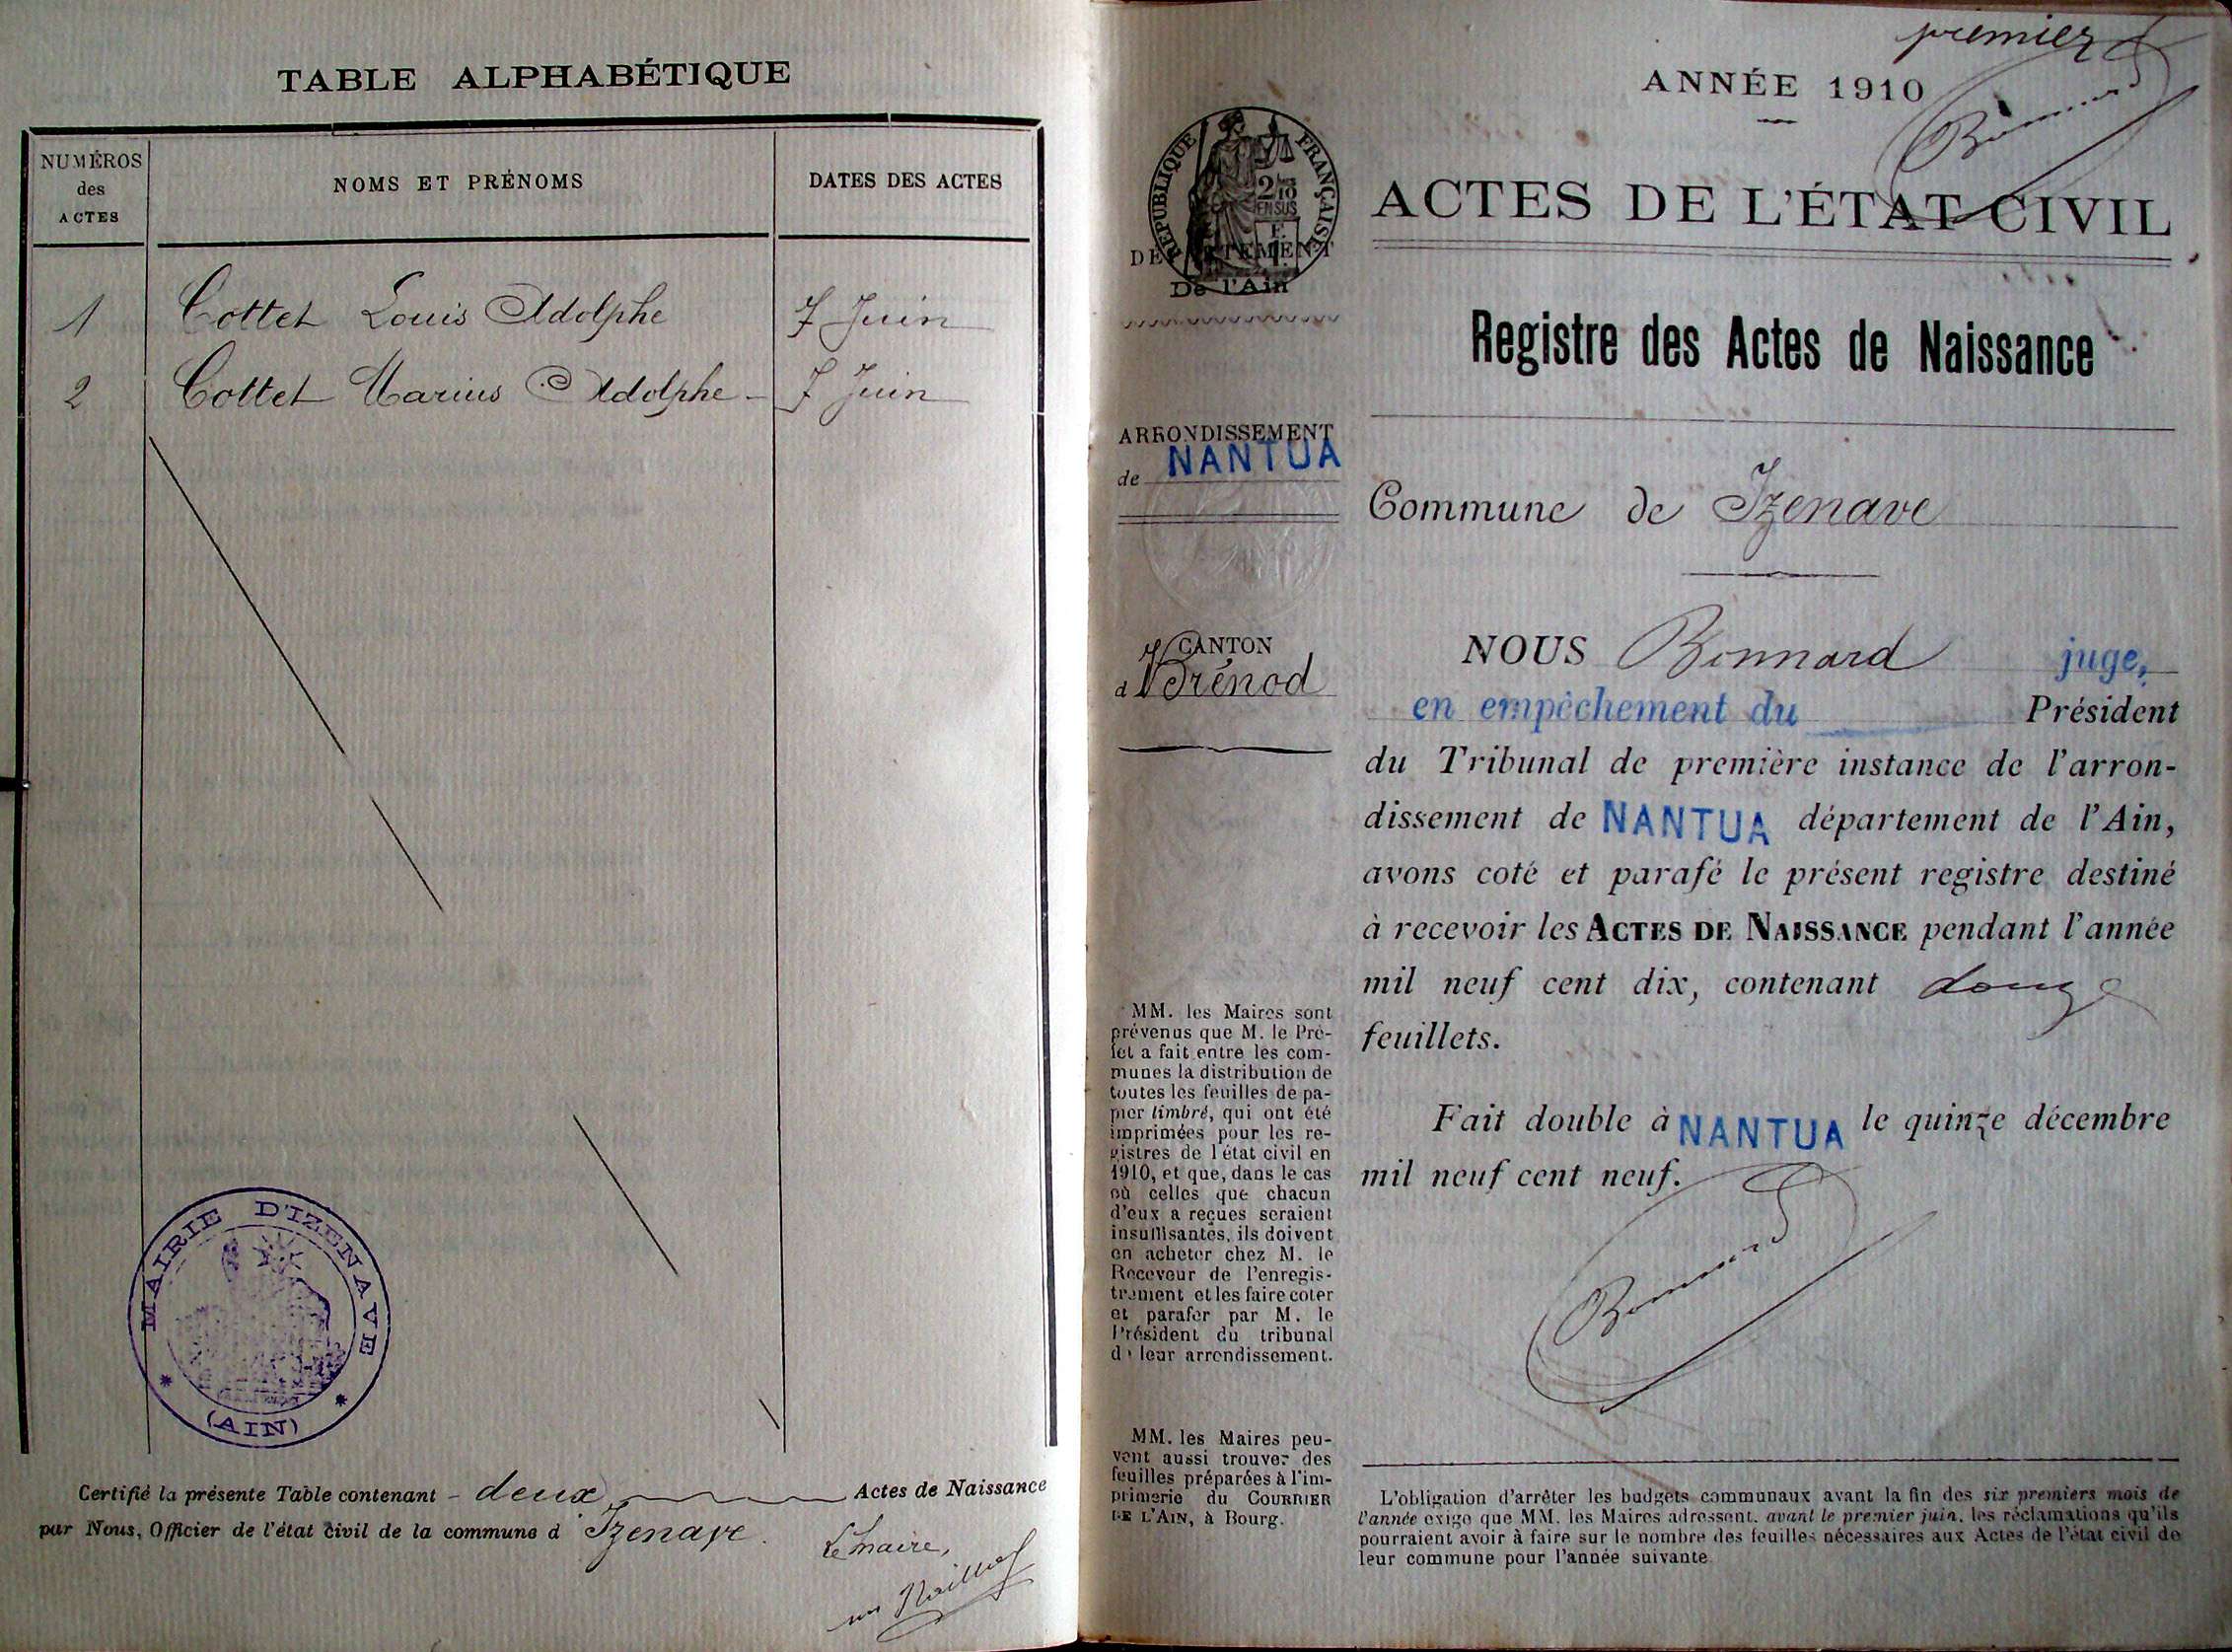 TABLE ALPHABÉTIQUE
NUMÉROS
des
ACTES
NOMS ET PRÉNOMS
DATES DES ACTES
1 Cottet Louis Adolphe 7 Juin
2 Cottet Marius Adolphe 7 Juin
MAIRIE D'IZENAVE
(AIN)
Certifié la présente Table contenant deux Actes de Naissance
par Nous, Officier de l'état civil de la commune d'Izenave.
Le Maire,
premier
ANNÉE 1910
Bonnard
RÉPUBLIQUE FRANÇAISE
EN SUS
ACTES DE L'ÉTAT CIVIL
DÉPARTEMENT
De l'Ain
Registre des Actes de Naissance
ARRONDISSEMENT
de NANTUA
Commune de Izenave
CANTON
d Brénod
NOUS Bonnard juge,
en empêchement du Président
du Tribunal de première instance de l'arron-
dissement de NANTUA département de l'Ain,
avons coté et parafé le présent registre destiné
à recevoir les ACTES DE NAISSANCE pendant l'année
mil neuf cent dix, contenant douze
feuillets.
Fait double à NANTUA le quinze décembre
mil neuf cent neuf.
Bonnard
MM. les Maires sont
prévenus que M. le Pré-
fet a fait entre les com-
munes la distribution de
toutes les feuilles de pa-
pier timbré, qui ont été
imprimées pour les re-
gistres de l'état civil en
1910, et que, dans le cas
où celles que chacun
d'eux a reçues seraient
insuffisantes, ils doivent
en acheter chez M. le
Receveur de l'enregis-
trement et les faire coter
et parafer par M. le
Président du tribunal
de leur arrondissement.
MM. les Maires peu-
vent aussi trouver des
feuilles préparées à l'im-
primerie du COURRIER
DE L'AIN, à Bourg.
L'obligation d'arrêter les budgets communaux avant la fin des six premiers mois de
l'année exige que MM. les Maires adressent, avant le premier juin, les réclamations qu'ils
pourraient avoir à faire sur le nombre des feuilles nécessaires aux Actes de l'état civil de
leur commune pour l'année suivante.